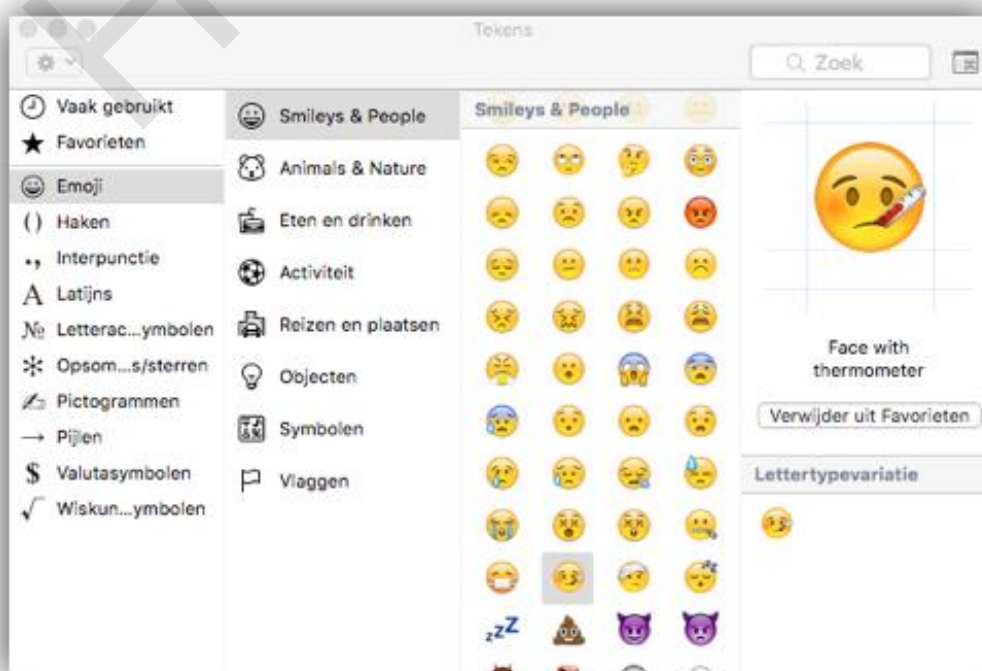 Tekens
Zoek
Vaak gebruikt
Favorieten
Emoji
Haken
Interpunctie
Latijns
Letterac...ymbolen
Opsom...s/sterren
Pictogrammen
Pijlen
Valutasymbolen
Wiskun...ymbolen
Smileys & People
Animals & Nature
Eten en drinken
Activiteit
Reizen en plaatsen
Objecten
Symbolen
Vlaggen
Smileys & People
Face with
thermometer
Verwijder uit Favorieten
Lettertypevariatie